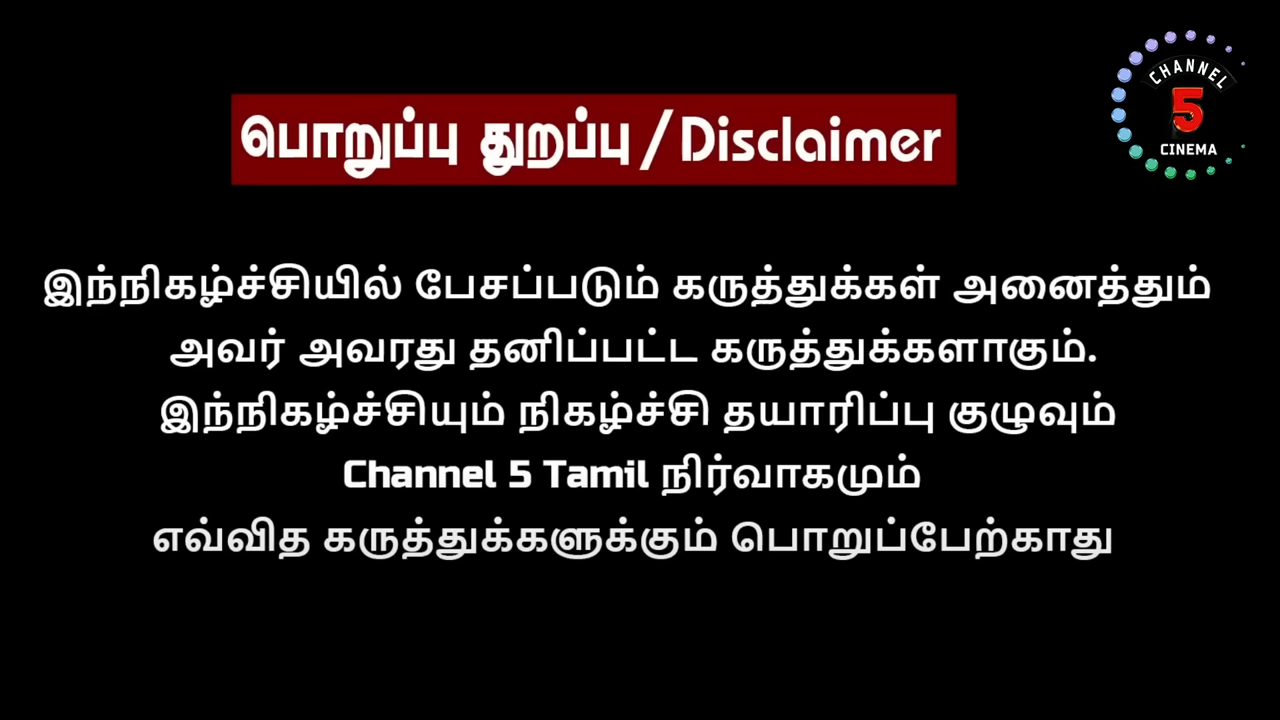 CHANNEL
5
CINEMA
பொறுப்பு துறப்பு/Disclaimer
இந்நிகழ்ச்சியில் பேசப்படும் கருத்துக்கள் அனைத்தும்
அவர் அவரது தனிப்பட்ட கருத்துக்களாகும்.
இந்நிகழ்ச்சியும் நிகழ்ச்சி தயாரிப்பு குழுவும்
Channel 5 Tamil நிர்வாகமும்
எவ்வித கருத்துக்களுக்கும் பொறுப்பேற்காது